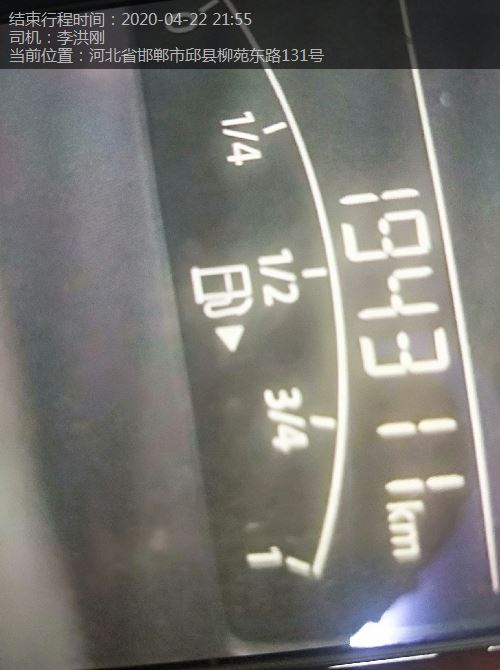 结束行程时间：2020-04-22 21:55
司机：李洪刚
当前位置：河北省邯郸市邱县柳苑东路131号
194311 km
0 1/4 1/2 3/4 1